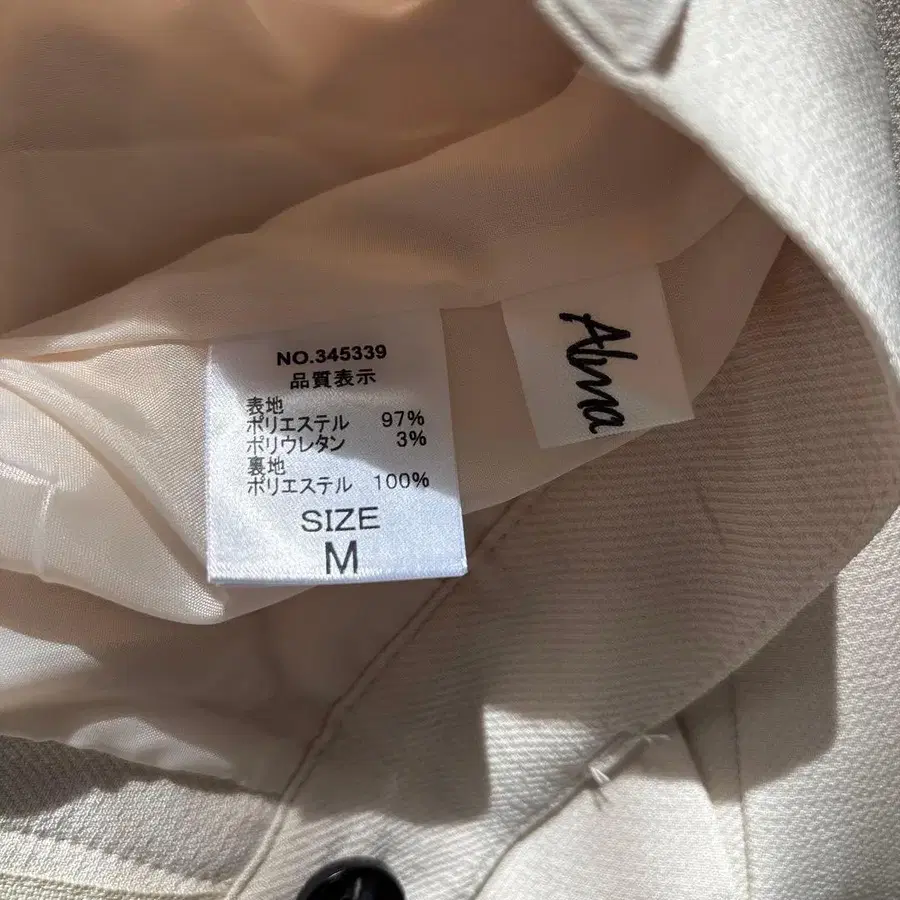 NO.345339
品質表示
表地
ポリエステル 97%
ポリウレタン 3%
裏地
ポリエステル 100%
SIZE
M
Alma